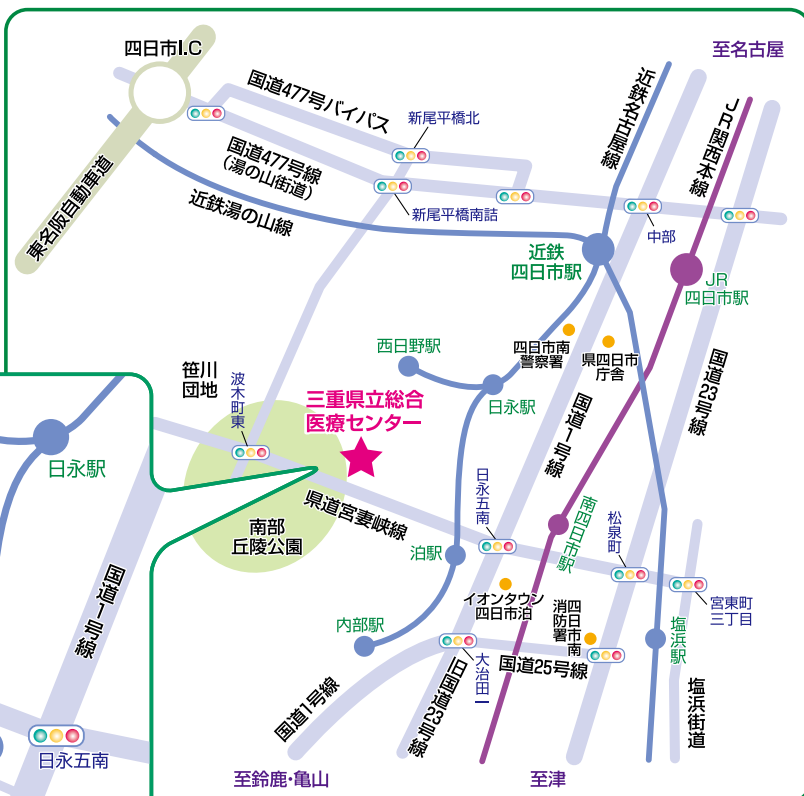 四日市I.C
至名古屋
国道477号バイパス
新尾平橋北
近鉄名古屋線
JR関西本線
国道477号線
(湯の山街道)
東名阪自動車道
近鉄湯の山線
新尾平橋南詰
中部
近鉄
四日市駅
JR
四日市駅
西日野駅
四日市南
警察署
県四日市
庁舎
笹川
団地
波木町東
三重県立総合
医療センター
日永駅
国道1号線
国道23号線
日永駅
日永五南
南四日市駅
松泉町
県道宮妻峡線
南部
丘陵公園
泊駅
イオンタウン
四日市泊
四日市南
消防署
宮東町
三丁目
国道1号線
内部駅
塩浜駅
大治田一
国道25号線
国道1号線
旧国道23号線
塩浜街道
日永五南
至鈴鹿・亀山
至津